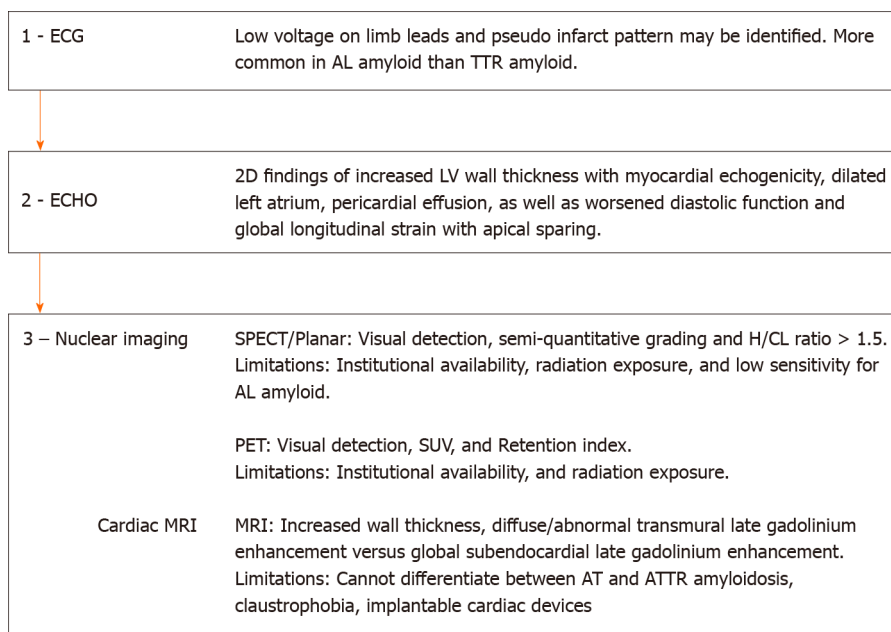 1 - ECG
Low voltage on limb leads and pseudo infarct pattern may be identified. More
common in AL amyloid than TTR amyloid.
2 - ECHO
2D findings of increased LV wall thickness with myocardial echogenicity, dilated
left atrium, pericardial effusion, as well as worsened diastolic function and
global longitudinal strain with apical sparing.
3 – Nuclear imaging
SPECT/Planar: Visual detection, semi-quantitative grading and H/CL ratio > 1.5.
Limitations: Institutional availability, radiation exposure, and low sensitivity for
AL amyloid.
PET: Visual detection, SUV, and Retention index.
Limitations: Institutional availability, and radiation exposure.
Cardiac MRI
MRI: Increased wall thickness, diffuse/abnormal transmural late gadolinium
enhancement versus global subendocardial late gadolinium enhancement.
Limitations: Cannot differentiate between AT and ATTR amyloidosis,
claustrophobia, implantable cardiac devices